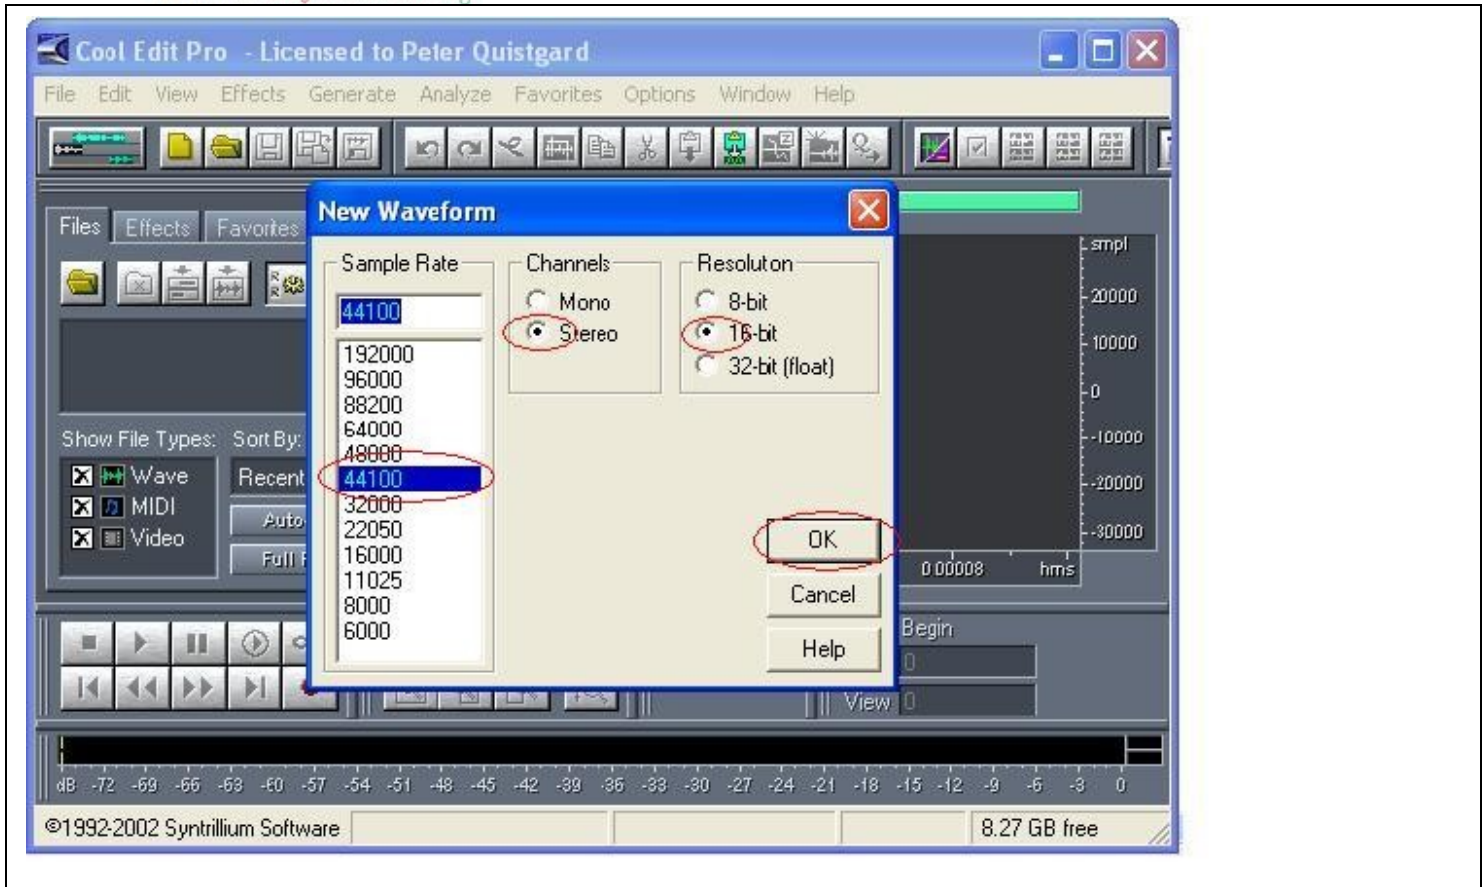 Cool Edit Pro - Licensed to Peter Quistgard
File Edit View Effects Generate Analyze Favorites Options Window Help
Files Effects Favorites
New Waveform
Sample Rate
44100
192000
96000
88200
64000
48000
44100
32000
22050
16000
11025
8000
6000
Channels
Mono
Stereo
Resoluton
8-bit
16-bit
32-bit (float)
OK
Cancel
Help
smpl
20000
10000
0
-10000
-20000
-30000
0:00008 hms
Show File Types: Sort By:
Wave Recent
MIDI
Video
Auto-
Full
Begin
0
View 0
dB -72 -69 -66 -63 -60 -57 -54 -51 -48 -45 -42 -39 -36 -33 -30 -27 -24 -21 -18 -15 -12 -9 -6 -3 0
©1992-2002 Syntrillium Software
8.27 GB free